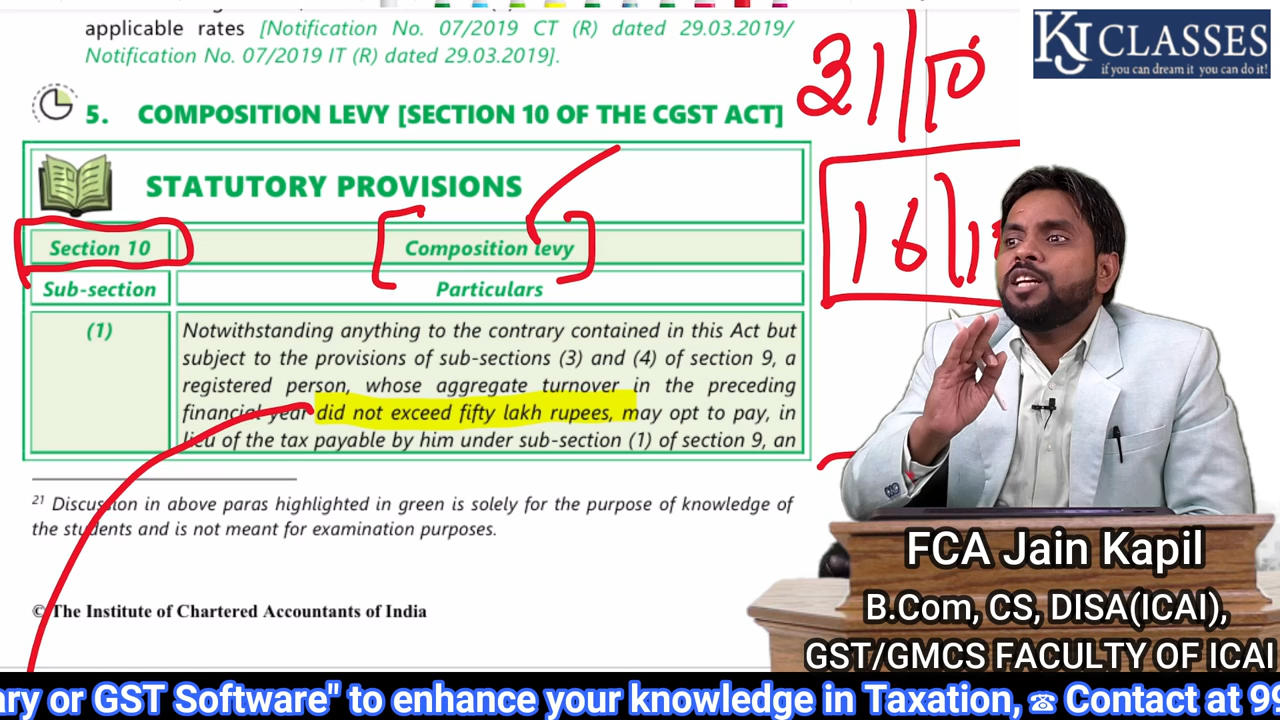 applicable rates [Notification No. 07/2019 CT (R) dated 29.03.2019/
Notification No. 07/2019 IT (R) dated 29.03.2019].
5. COMPOSITION LEVY [SECTION 10 OF THE CGST ACT]
STATUTORY PROVISIONS
Section 10 Composition levy
Sub-section Particulars
(1) Notwithstanding anything to the contrary contained in this Act but
subject to the provisions of sub-sections (3) and (4) of section 9, a
registered person, whose aggregate turnover in the preceding
financial year did not exceed fifty lakh rupees, may opt to pay, in
lieu of the tax payable by him under sub-section (1) of section 9, an
21 Discussion in above paras highlighted in green is solely for the purpose of knowledge of
the students and is not meant for examination purposes.
© The Institute of Chartered Accountants of India
KJ CLASSES
if you can dream it you can do it!
FCA Jain Kapil
B.Com, CS, DISA(ICAI),
GST/GMCS FACULTY OF ICAI
ary or GST Software" to enhance your knowledge in Taxation, ☎ Contact at 99